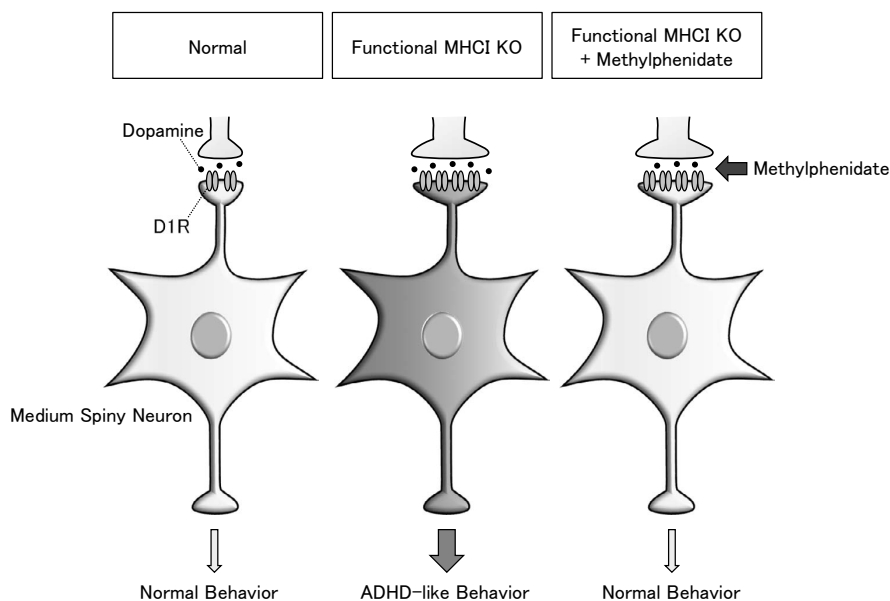 Normal
Functional MHCI KO
Functional MHCI KO
+ Methylphenidate
Dopamine
D1R
Methylphenidate
Medium Spiny Neuron
Normal Behavior
ADHD-like Behavior
Normal Behavior